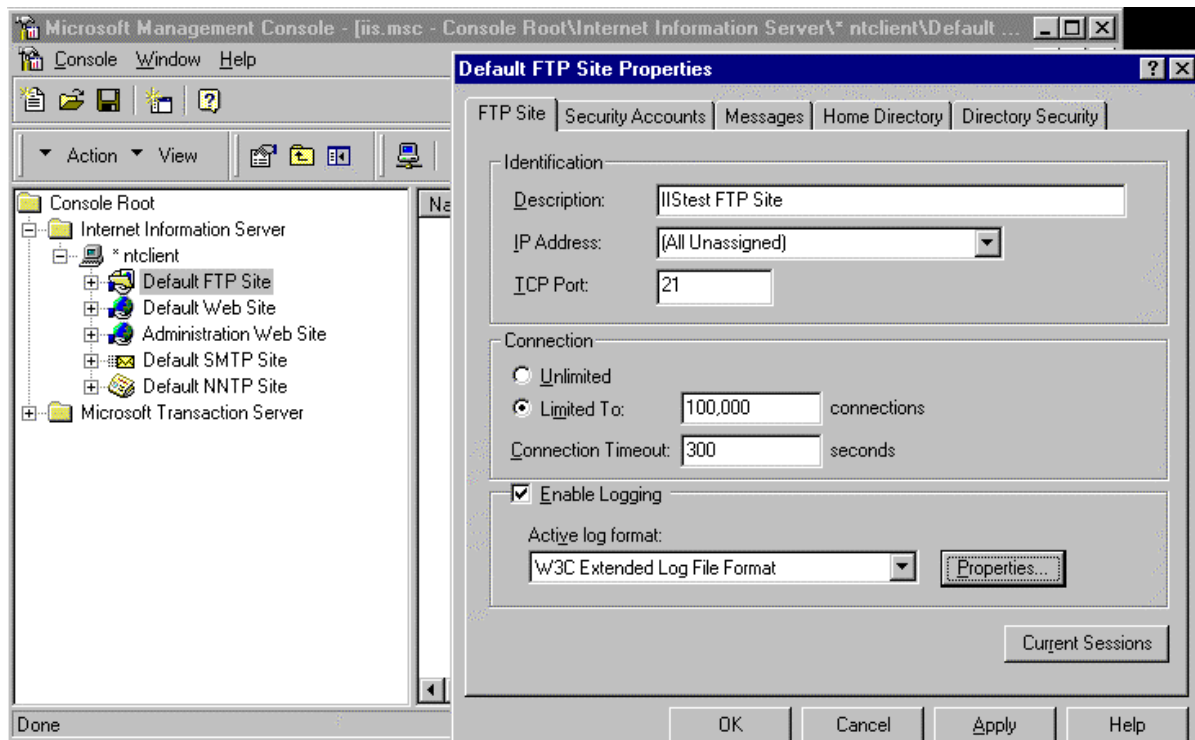 Microsoft Management Console - [iis.msc - Console Root\Internet Information Server\* ntclient\Default ...
Console Window Help
Action View
Console Root
Internet Information Server
* ntclient
Default FTP Site
Default Web Site
Administration Web Site
Default SMTP Site
Default NNTP Site
Microsoft Transaction Server
Na
Done
Default FTP Site Properties
FTP Site Security Accounts Messages Home Directory Directory Security
Identification
Description: IIStest FTP Site
IP Address: (All Unassigned)
TCP Port: 21
Connection
Unlimited
Limited To: 100,000 connections
Connection Timeout: 300 seconds
Enable Logging
Active log format:
W3C Extended Log File Format Properties...
Current Sessions
OK Cancel Apply Help